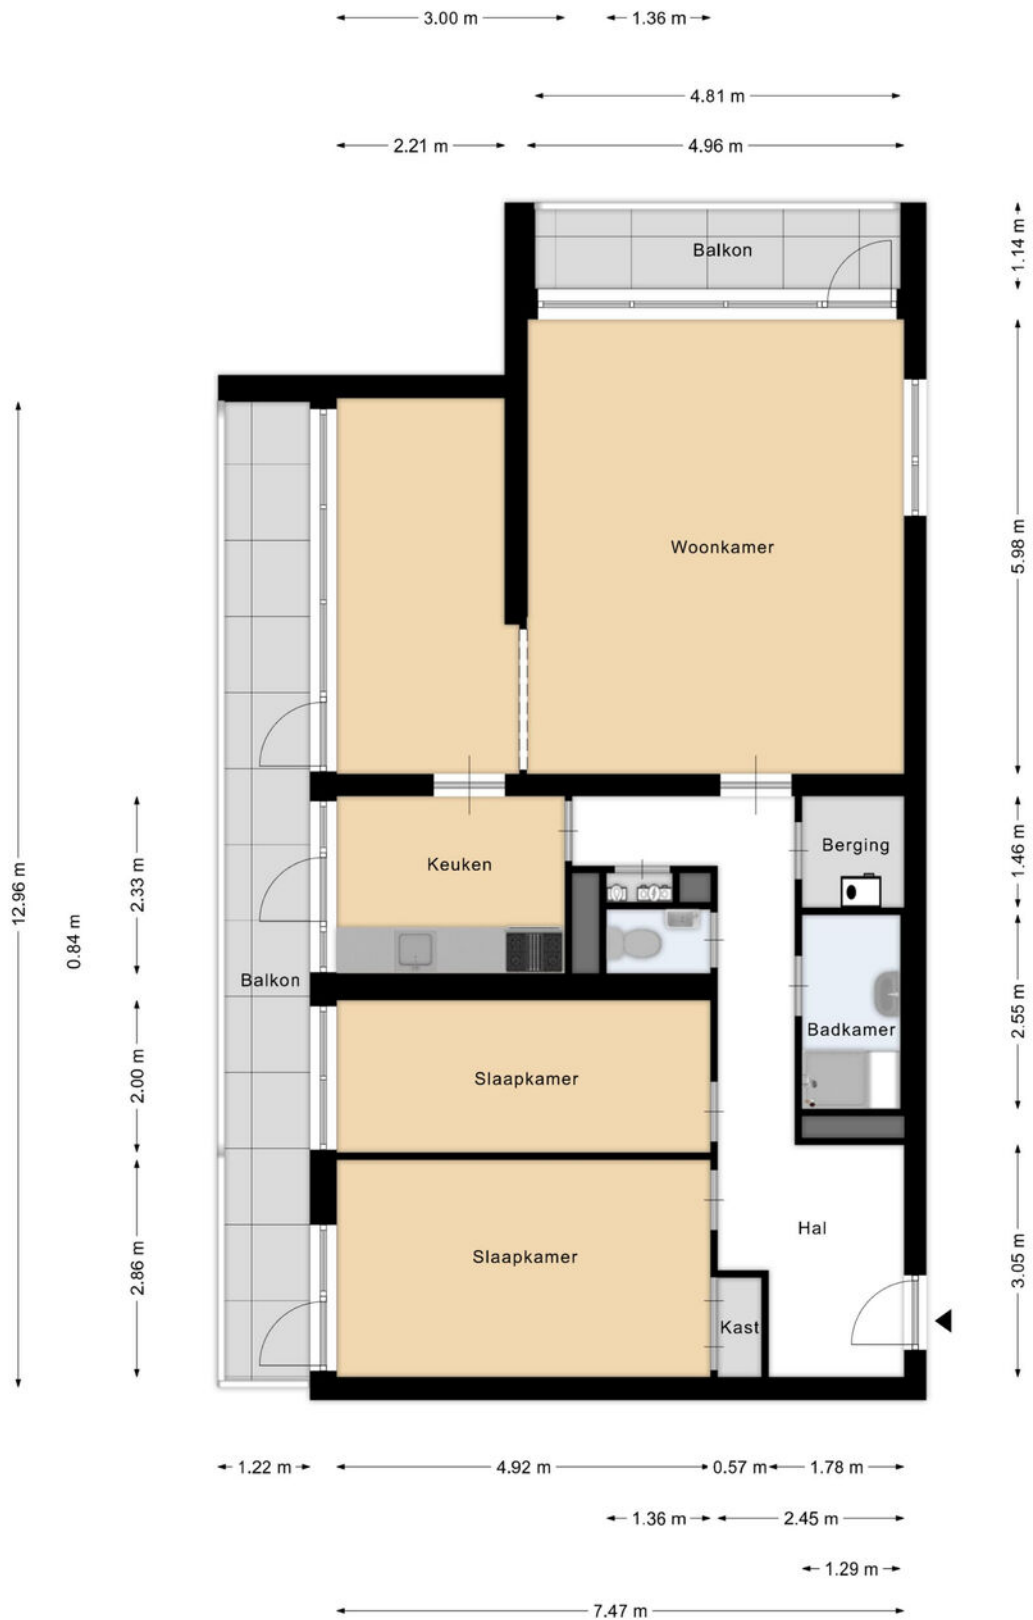 3.00 m
1.36 m
4.81 m
2.21 m
4.96 m
1.14 m
Balkon
5.98 m
Woonkamer
12.96 m
0.84 m
2.33 m
Keuken
Berging
1.46 m
Balkon
2.55 m
Badkamer
2.00 m
Slaapkamer
2.86 m
Slaapkamer
Hal
3.05 m
Kast
1.22 m
4.92 m
0.57 m
1.78 m
1.36 m
2.45 m
1.29 m
7.47 m